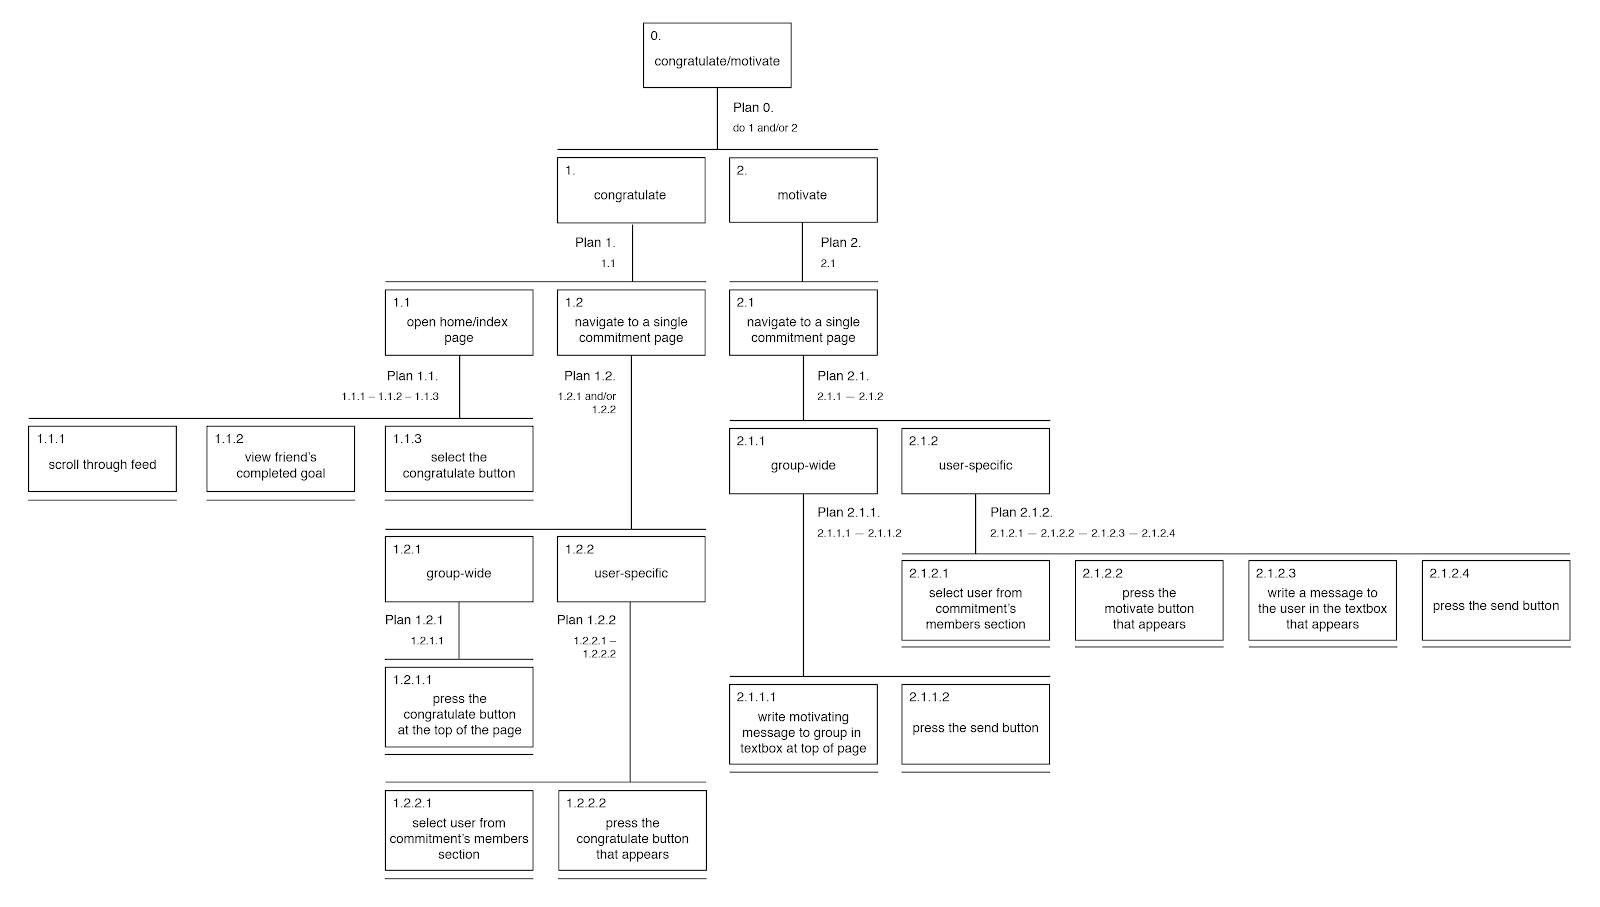 0.
congratulate/motivate
Plan 0.
do 1 and/or 2
1.
congratulate
2.
motivate
Plan 1.
1.1
Plan 2.
2.1
1.1
open home/index
page
1.2
navigate to a single
commitment page
2.1
navigate to a single
commitment page
Plan 1.1.
1.1.1 – 1.1.2 – 1.1.3
Plan 1.2.
1.2.1 and/or
1.2.2
Plan 2.1.
2.1.1 — 2.1.2
1.1.1
scroll through feed
1.1.2
view friend's
completed goal
1.1.3
select the
congratulate button
2.1.1
group-wide
2.1.2
user-specific
Plan 2.1.1.
2.1.1.1 — 2.1.1.2
Plan 2.1.2.
2.1.2.1 — 2.1.2.2 — 2.1.2.3 — 2.1.2.4
1.2.1
group-wide
1.2.2
user-specific
2.1.2.1
select user from
commitment's
members section
2.1.2.2
press the
motivate button
that appears
2.1.2.3
write a message to
the user in the textbox
that appears
2.1.2.4
press the send button
Plan 1.2.1
1.2.1.1
Plan 1.2.2
1.2.2.1 –
1.2.2.2
1.2.1.1
press the
congratulate button
at the top of the page
2.1.1.1
write motivating
message to group in
textbox at top of page
2.1.1.2
press the send button
1.2.2.1
select user from
commitment's members
section
1.2.2.2
press the
congratulate button
that appears